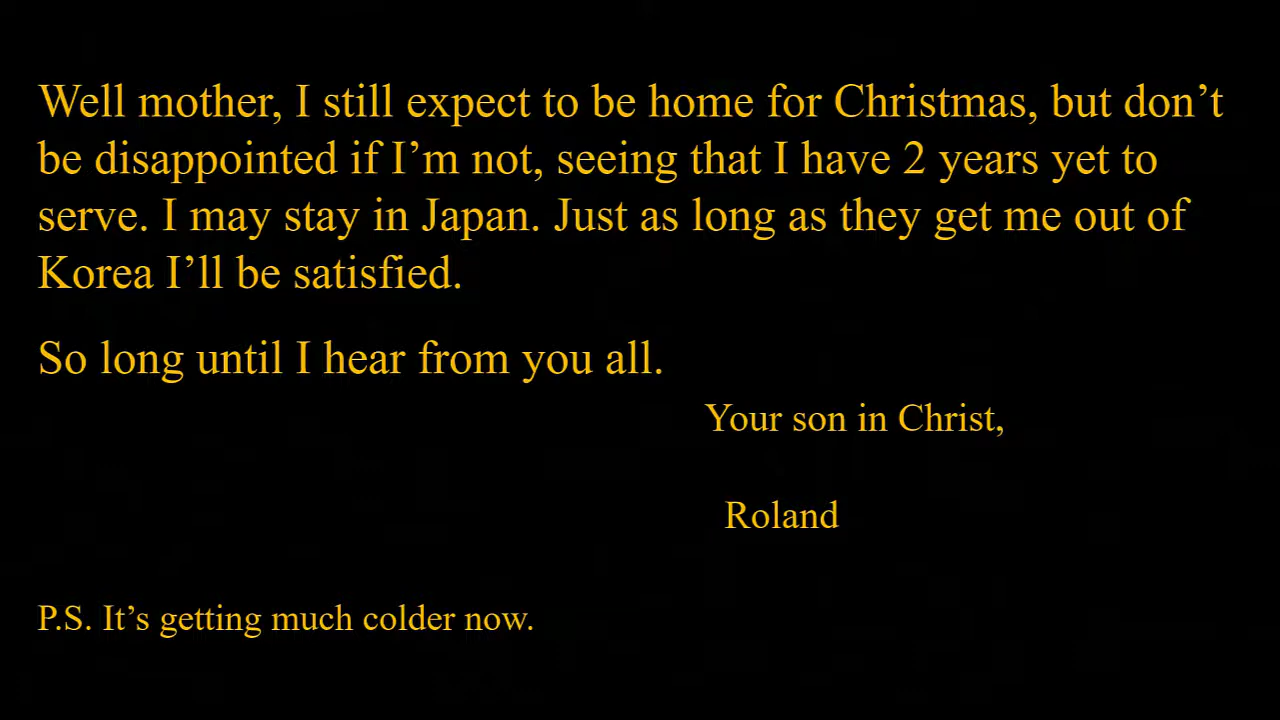 Well mother, I still expect to be home for Christmas, but don’t
be disappointed if I’m not, seeing that I have 2 years yet to
serve. I may stay in Japan. Just as long as they get me out of
Korea I’ll be satisfied.
So long until I hear from you all.
Your son in Christ,
Roland
P.S. It’s getting much colder now.